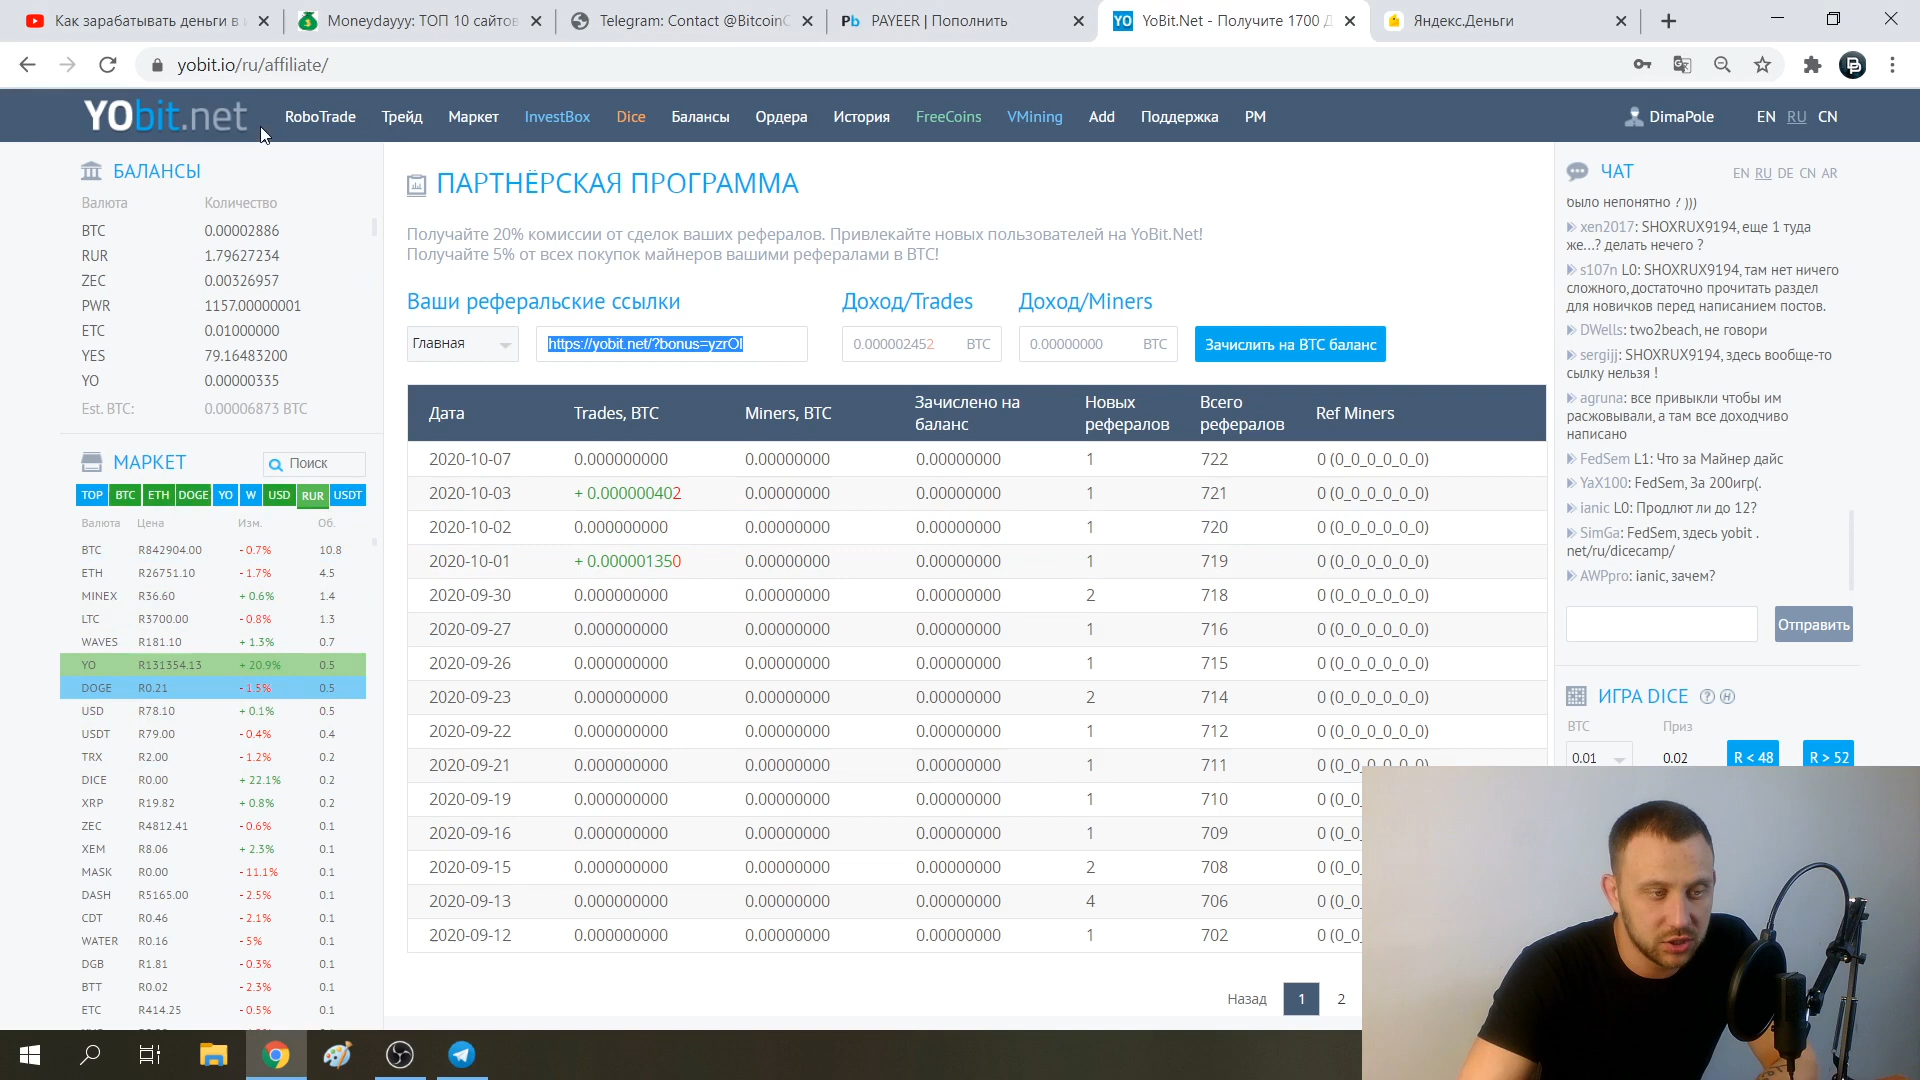 Как зарабатывать деньги в
Moneydayyy: ТОП 10 сайтов
Telegram: Contact @BitcoinC
Pb PAYEER | Пополнить
YO YoBit.Net - Получите 1700 Д
Яндекс.Деньги
yobit.io/ru/affiliate/
YObit.net
RoboTrade Трейд Маркет InvestBox Dice Балансы Ордера История FreeCoins VMining Add Поддержка PM
DimaPole EN RU CN
БАЛАНСЫ
Валюта Количество
BTC 0.00002886
RUR 1.79627234
ZEC 0.00326957
PWR 1157.00000001
ETC 0.01000000
YES 79.16483200
YO 0.00000335
Est. BTC: 0.00006873 BTC
МАРКЕТ Поиск
TOP BTC ETH DOGE YO W USD RUR USDT
Валюта Цена Изм. Об.
BTC R842904.00 - 0.7% 10.8
ETH R26751.10 - 1.7% 4.5
MINEX R36.60 + 0.6% 1.4
LTC R3700.00 - 0.8% 1.3
WAVES R181.10 + 1.3% 0.7
YO R131354.13 + 20.9% 0.5
DOGE R0.21 - 1.5% 0.5
USD R78.10 + 0.1% 0.5
USDT R79.00 - 0.4% 0.4
TRX R2.00 - 1.2% 0.2
DICE R0.00 + 22.1% 0.2
XRP R19.82 + 0.8% 0.2
ZEC R4812.41 - 0.6% 0.1
XEM R8.06 + 2.3% 0.1
MASK R0.00 - 11.1% 0.1
DASH R5165.00 - 2.5% 0.1
CDT R0.46 - 2.1% 0.1
WATER R0.16 - 5% 0.1
DGB R1.81 - 0.3% 0.1
BTT R0.02 - 2.3% 0.1
ETC R414.25 - 0.5% 0.1
ПАРТНЁРСКАЯ ПРОГРАММА
Получайте 20% комиссии от сделок ваших рефералов. Привлекайте новых пользователей на YoBit.Net!
Получайте 5% от всех покупок майнеров вашими рефералами в BTC!
Ваши реферальские ссылки Доход/Trades Доход/Miners
Главная https://yobit.net/?bonus=yzrOl 0.000002452 BTC 0.00000000 BTC Зачислить на BTC баланс
Дата Trades, BTC Miners, BTC Зачислено на баланс Новых рефералов Всего рефералов Ref Miners
2020-10-07 0.000000000 0.00000000 0.00000000 1 722 0 (0_0_0_0_0_0)
2020-10-03 + 0.000000402 0.00000000 0.00000000 1 721 0 (0_0_0_0_0_0)
2020-10-02 0.000000000 0.00000000 0.00000000 1 720 0 (0_0_0_0_0_0)
2020-10-01 + 0.000001350 0.00000000 0.00000000 1 719 0 (0_0_0_0_0_0)
2020-09-30 0.000000000 0.00000000 0.00000000 2 718 0 (0_0_0_0_0_0)
2020-09-27 0.000000000 0.00000000 0.00000000 1 716 0 (0_0_0_0_0_0)
2020-09-26 0.000000000 0.00000000 0.00000000 1 715 0 (0_0_0_0_0_0)
2020-09-23 0.000000000 0.00000000 0.00000000 2 714 0 (0_0_0_0_0_0)
2020-09-22 0.000000000 0.00000000 0.00000000 1 712 0 (0_0_0_0_0_0)
2020-09-21 0.000000000 0.00000000 0.00000000 1 711 0 (0_0_0_0_0_0)
2020-09-19 0.000000000 0.00000000 0.00000000 1 710 0 (0_0_
2020-09-16 0.000000000 0.00000000 0.00000000 1 709 0 (0_0_
2020-09-15 0.000000000 0.00000000 0.00000000 2 708 0 (0_0_
2020-09-13 0.000000000 0.00000000 0.00000000 4 706 0 (0_0_
2020-09-12 0.000000000 0.00000000 0.00000000 1 702 0 (0_0_
Назад 1 2
ЧАТ EN RU DE CN AR
было непонятно ? )))
xen2017: SHOXRUX9194, еще 1 туда
же...? делать нечего ?
s107n L0: SHOXRUX9194, там нет ничего
сложного, достаточно прочитать раздел
для новичков перед написанием постов.
DWells: two2beach, не говори
sergijj: SHOXRUX9194, здесь вообще-то
сылку нельзя !
agruna: все привыкли чтобы им
расжовывали, а там все доходчиво
написано
FedSem L1: Что за Майнер дайс
YaX100: FedSem, За 200игр(.
ianic L0: Продлют ли до 12?
SimGa: FedSem, здесь yobit .
net/ru/dicecamp/
AWPpro: ianic, зачем?
Отправить
ИГРА DICE ? H
BTC Приз
0.01 0.02 R < 48 R > 52